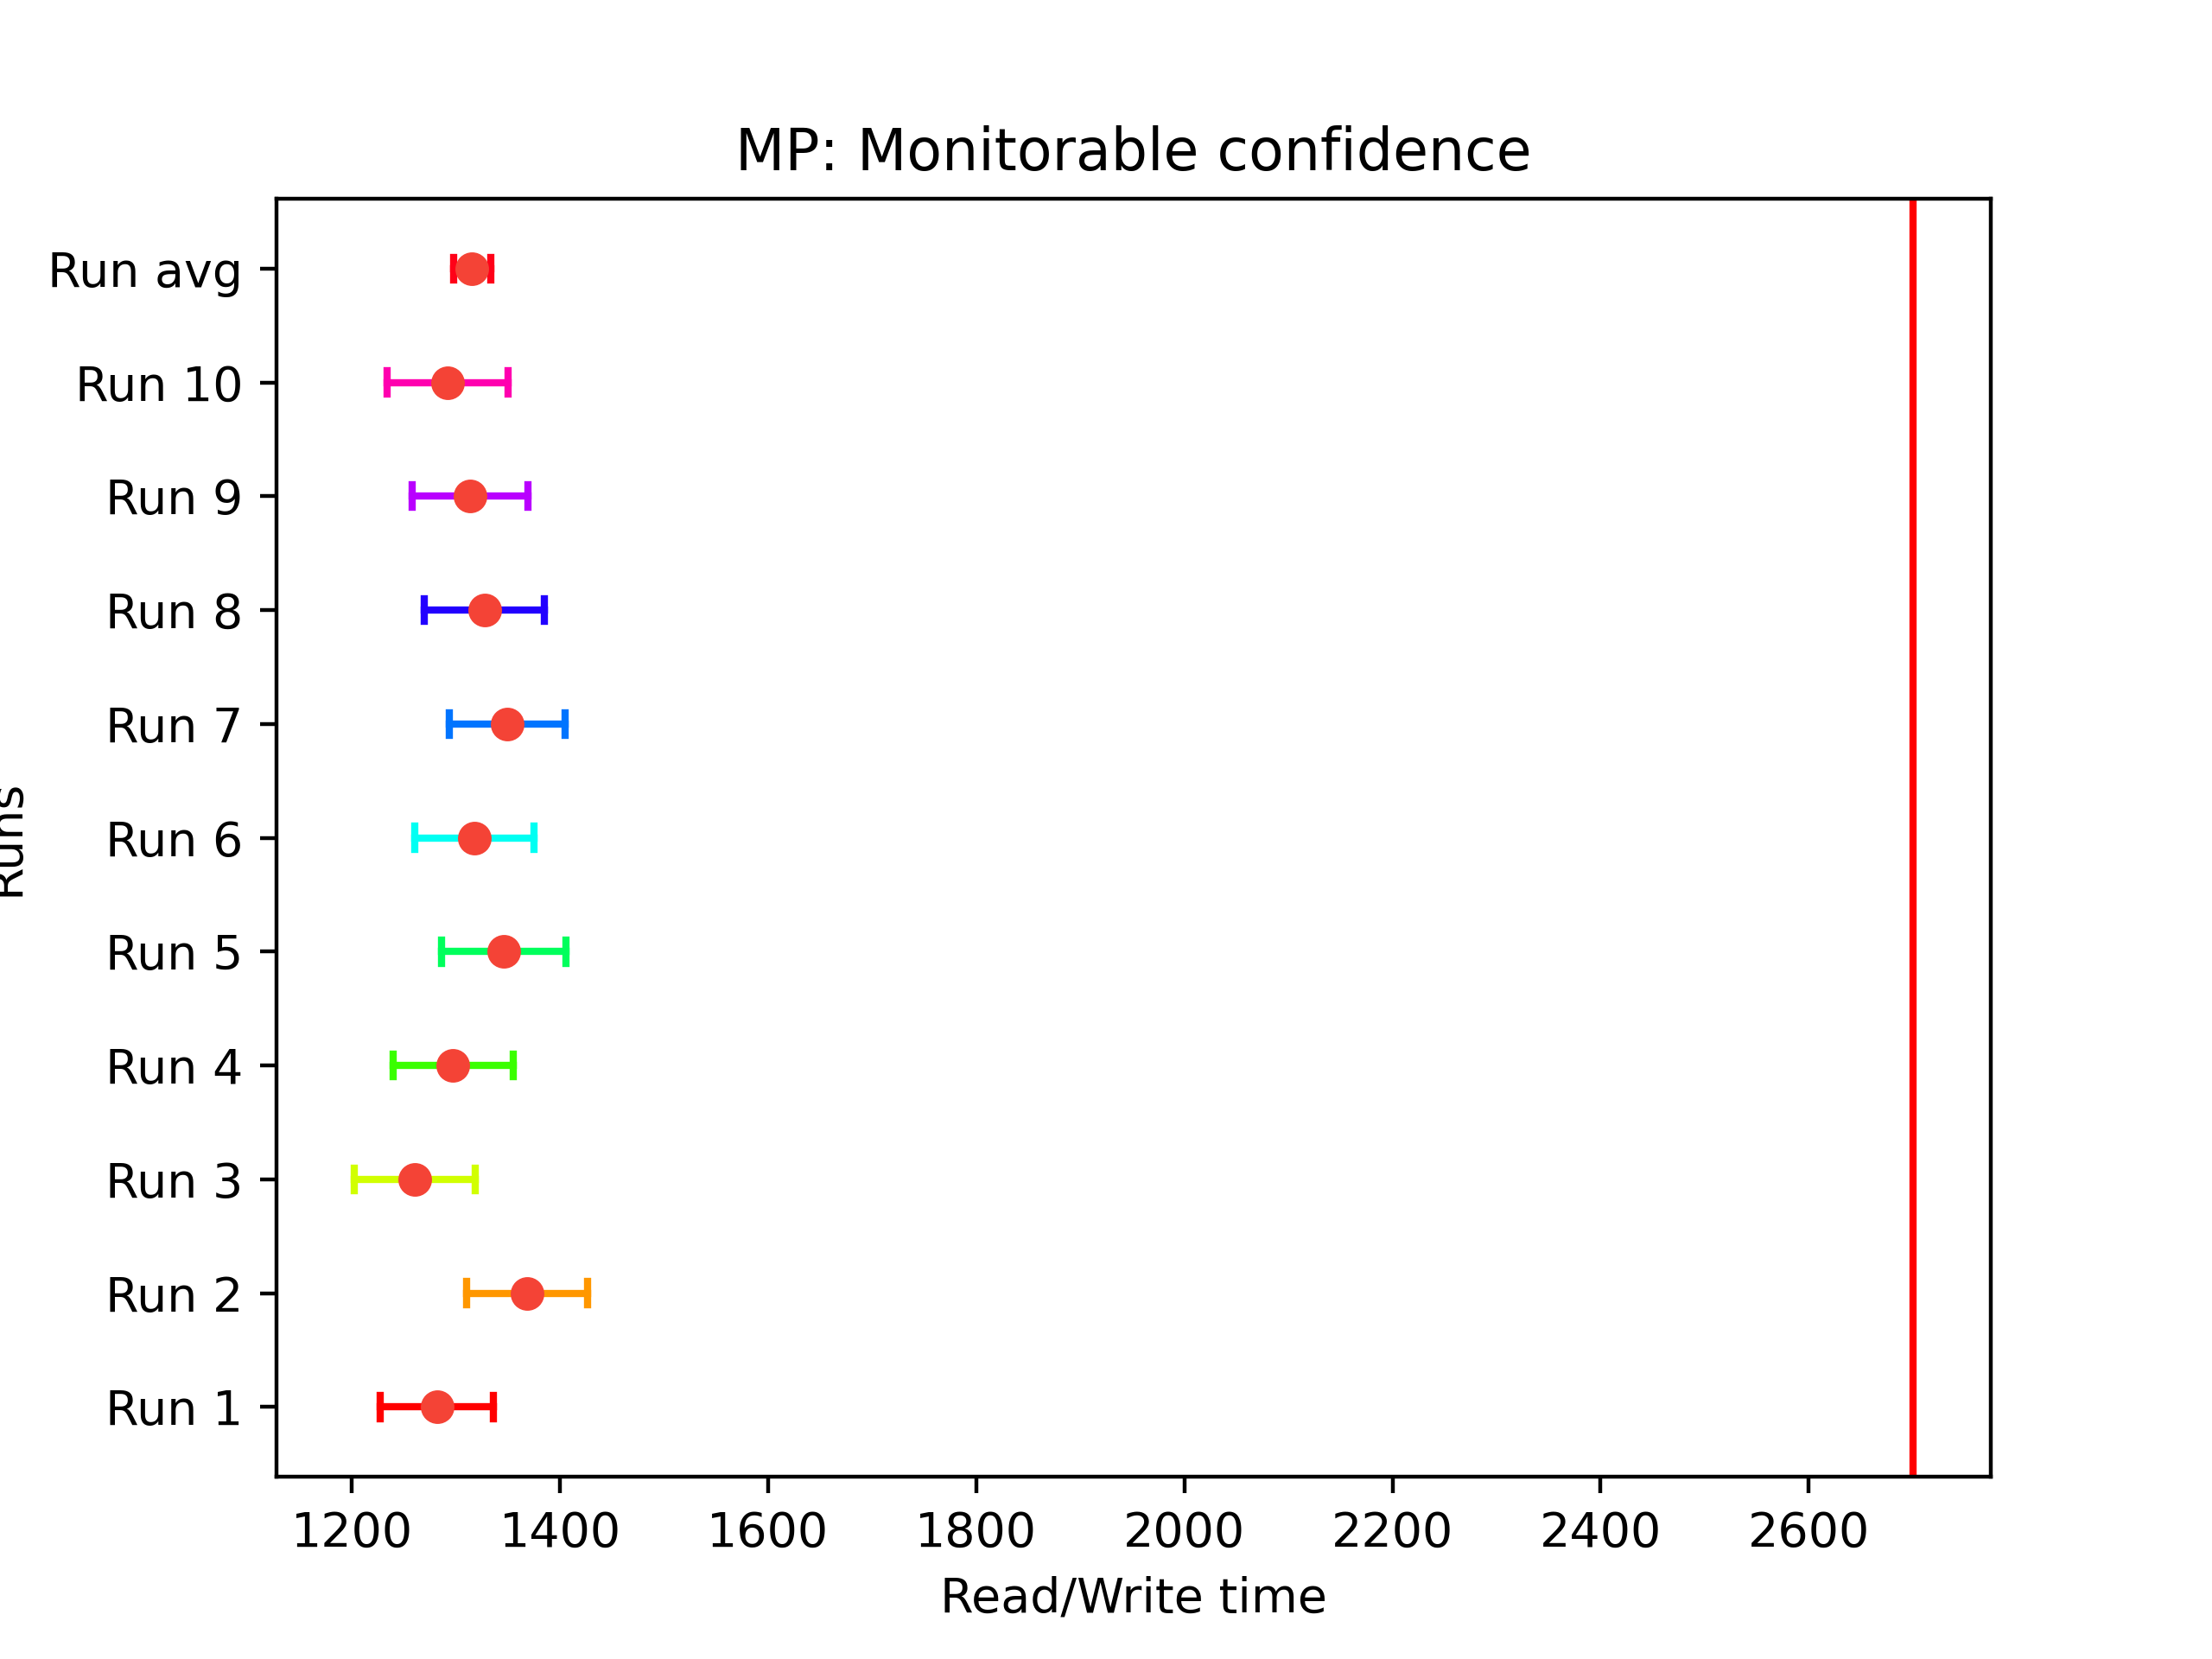 MP: Monitorable confidence
Run avg
Run 10
Run 9
Run 8
Run 7
Run 6
Run 5
Run 4
Run 3
Run 2
Run 1
Runs
1200 1400 1600 1800 2000 2200 2400 2600
Read/Write time